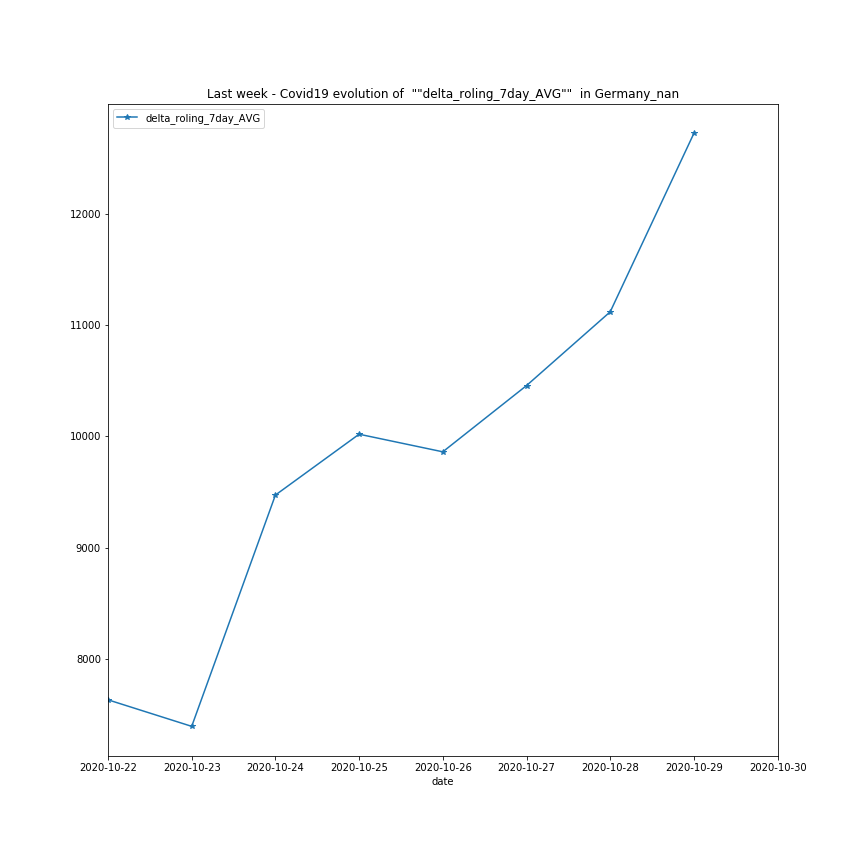 Last week - Covid19 evolution of  ""delta_roling_7day_AVG""  in Germany_nan
delta_roling_7day_AVG
12000
11000
10000
9000
8000
2020-10-22 2020-10-23 2020-10-24 2020-10-25 2020-10-26 2020-10-27 2020-10-28 2020-10-29 2020-10-30
date